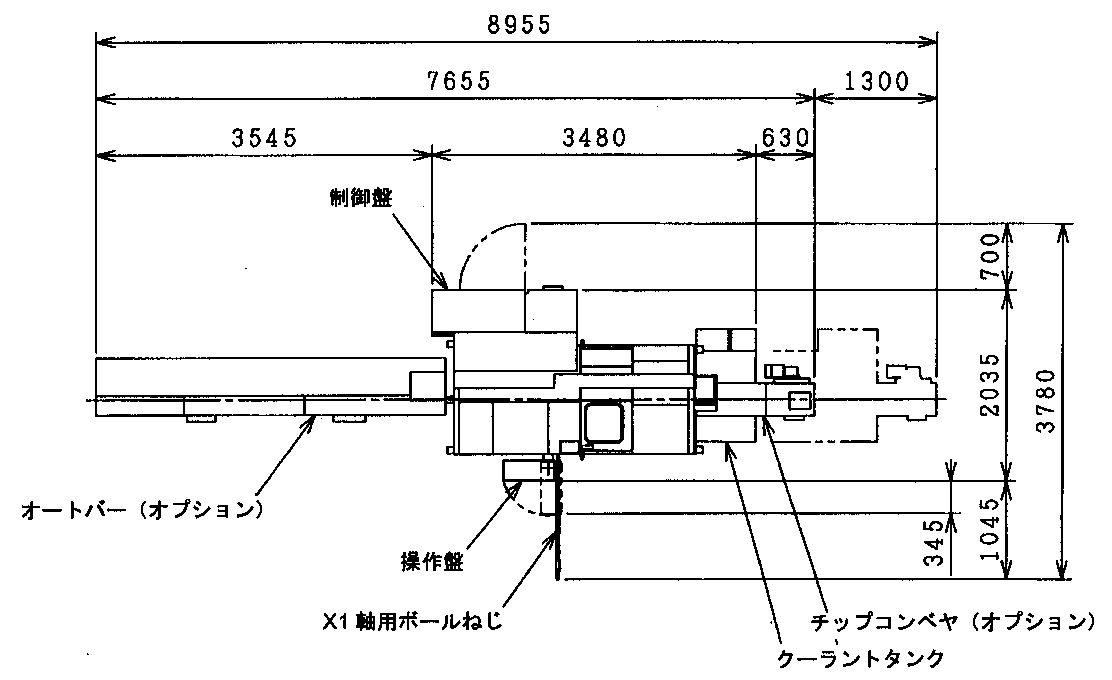 8955
7655
1300
3545
3480
630
制御盤
700
2035
3780
オートバー（オプション）
345
1045
操作盤
X1軸用ボールねじ
チップコンベヤ（オプション）
クーラントタンク